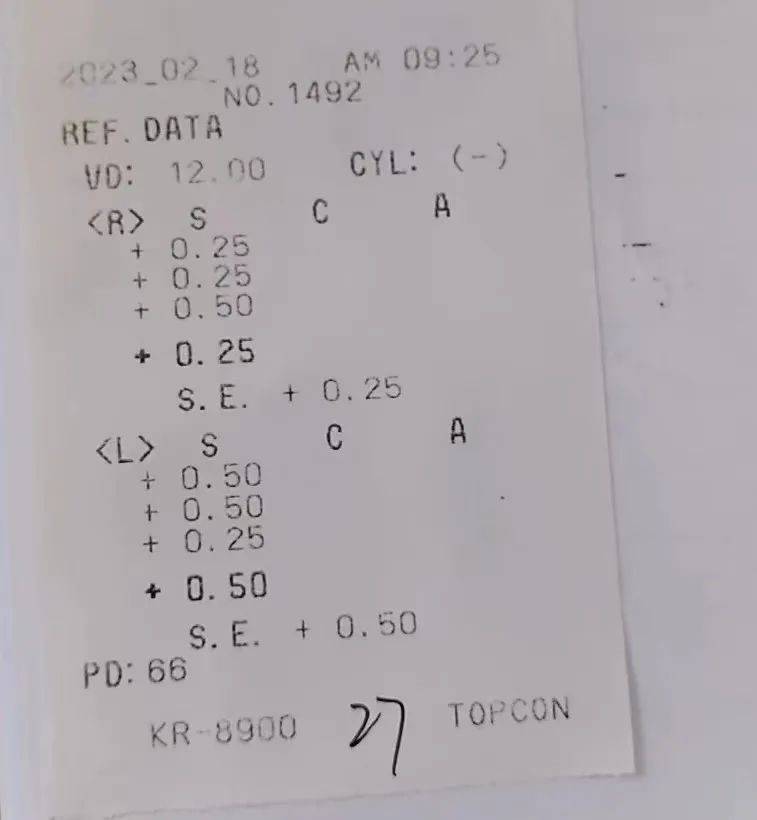 2023_02_18 AM 09:25
NO. 1492
REF. DATA
VD: 12.00 CYL: (-)
<R> S C A
+ 0.25
+ 0.25
+ 0.50
+ 0.25
S.E. + 0.25
<L> S C A
+ 0.50
+ 0.50
+ 0.25
+ 0.50
S.E. + 0.50
PD: 66
KR-8900 27 TOPCON